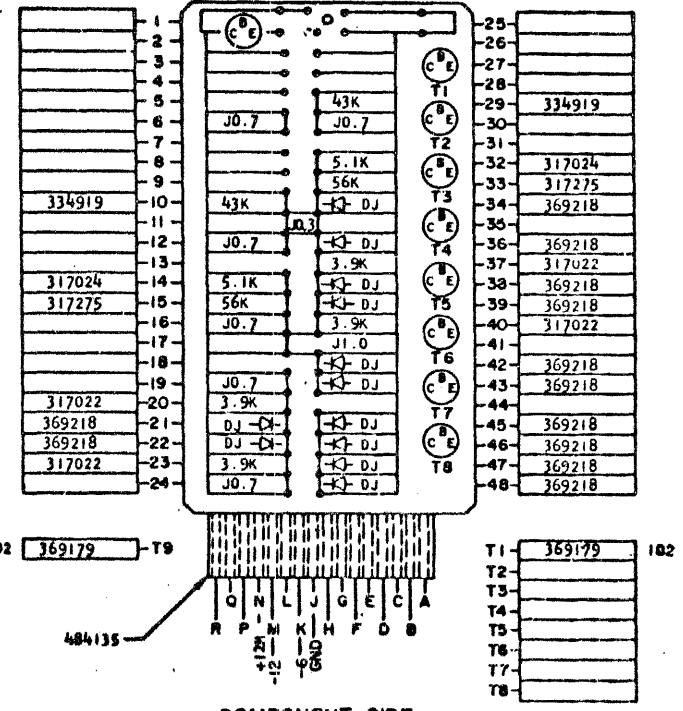 1 25
2 26
3 27
4 28
5 43K 29 334919
6 J0.7 J0.7 30
7 31
8 5.1K 32 317024
9 56K 33 317275
334919 10 43K DJ 34 369218
11 J0.3 35
12 J0.7 DJ 36 369218
13 3.9K 37 317022
317024 14 5.1K DJ 38 369218
317275 15 56K DJ 39 369218
16 J0.7 3.9K 40 317022
17 J1.0 41
18 DJ 42 369218
19 J0.7 DJ 43 369218
317022 20 3.9K 44
369218 21 DJ DJ 45 369218
369218 22 DJ DJ 46 369218
317022 23 3.9K DJ 47 369218
24 J0.7 DJ 48 369218
C B E
C B E
T1
C B E
T2
C B E
T3
C B E
T4
C B E
T5
C B E
T6
C B E
T7
C B E
T8
369179 T9
T1 369179 102
T2
T3
T4
T5
T6
T7
T8
484135
Q N L J G E C A
R P M K H F D B
+12M
-12
-6
GND
COMPONENT SIDE